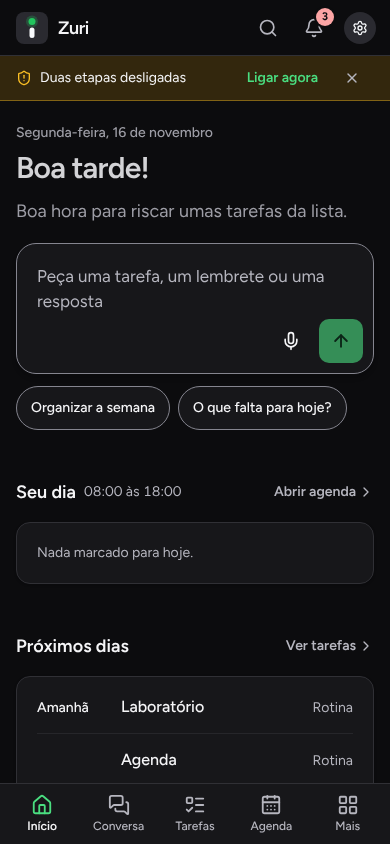 Zuri
3
Duas etapas desligadas
Ligar agora
Segunda-feira, 16 de novembro
Boa tarde!
Boa hora para riscar umas tarefas da lista.
Peça uma tarefa, um lembrete ou uma
resposta
Organizar a semana
O que falta para hoje?
Seu dia 08:00 às 18:00
Abrir agenda
Nada marcado para hoje.
Próximos dias
Ver tarefas
Amanhã Laboratório Rotina
Agenda Rotina
Início
Conversa
Tarefas
Agenda
Mais